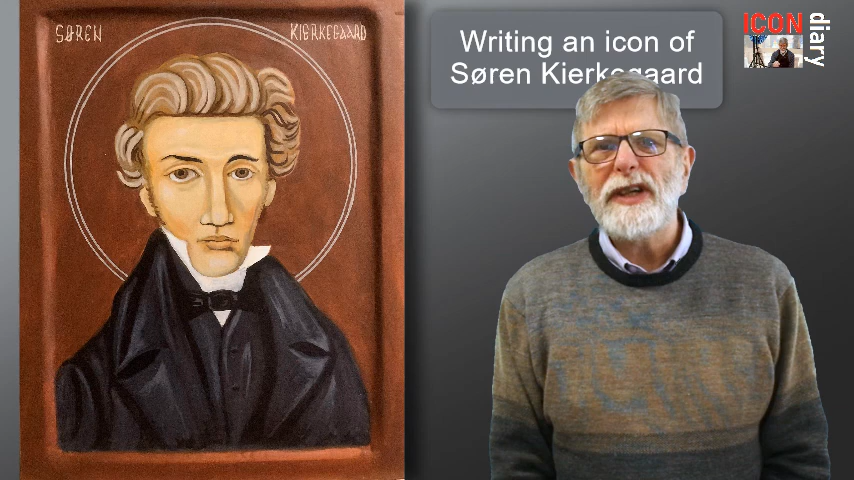 SØREN KIERKEGAARD
Writing an icon of
Søren Kierkegaard
ICON
diary